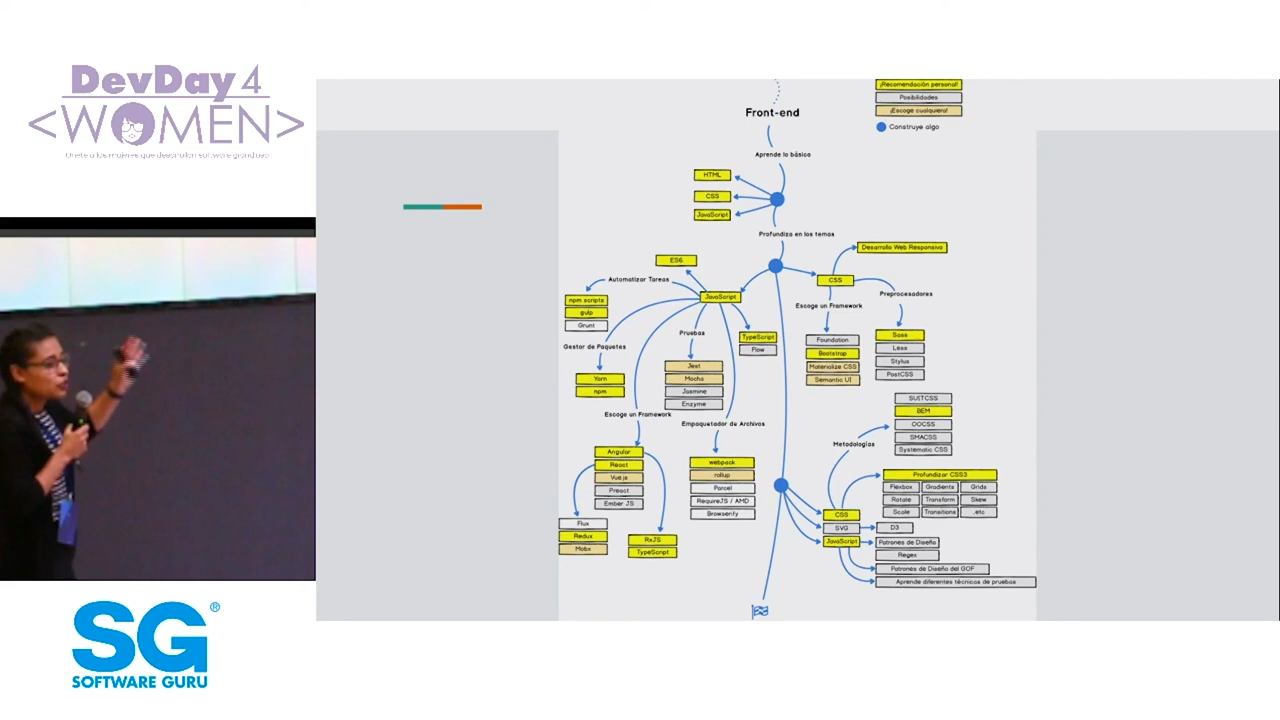 DevDay 4
<WOMEN>
SG®
SOFTWARE GURU
¡Recomendación personal!
Posibilidades
¡Escoge cualquiera!
Construye algo
Front-end
Aprende lo básico
HTML
CSS
JavaScript
Profundiza en los temas
Desarrollo Web Responsivo
ES6
Automatizar Tareas
CSS
JavaScript
npm scripts
gulp
Grunt
Preprocesadores
Escoge un Framework
Pruebas
TypeScript
Flow
Foundation
Bootstrap
Materialize CSS
Semantic UI
Sass
Less
Stylus
PostCSS
Gestor de Paquetes
Yarn
npm
Jest
Mocha
Jasmine
Enzyme
SUITCSS
BEM
OOCSS
SMACSS
Systematic CSS
Escoge un Framework
Empaquetador de Archivos
Metodologías
Angular
React
Vue.js
Preact
Ember JS
webpack
rollup
Parcel
RequireJS / AMD
Browserify
Profundizar CSS3
Flexbox Gradients Grids
Rotate Transform Skew
Scale Transitions .etc
Flux
Redux
Mobx
RxJS
TypeScript
CSS
SVG
D3
JavaScript
Patrones de Diseño
Regex
Patrones de Diseño del GOF
Aprende diferentes técnicas de pruebas